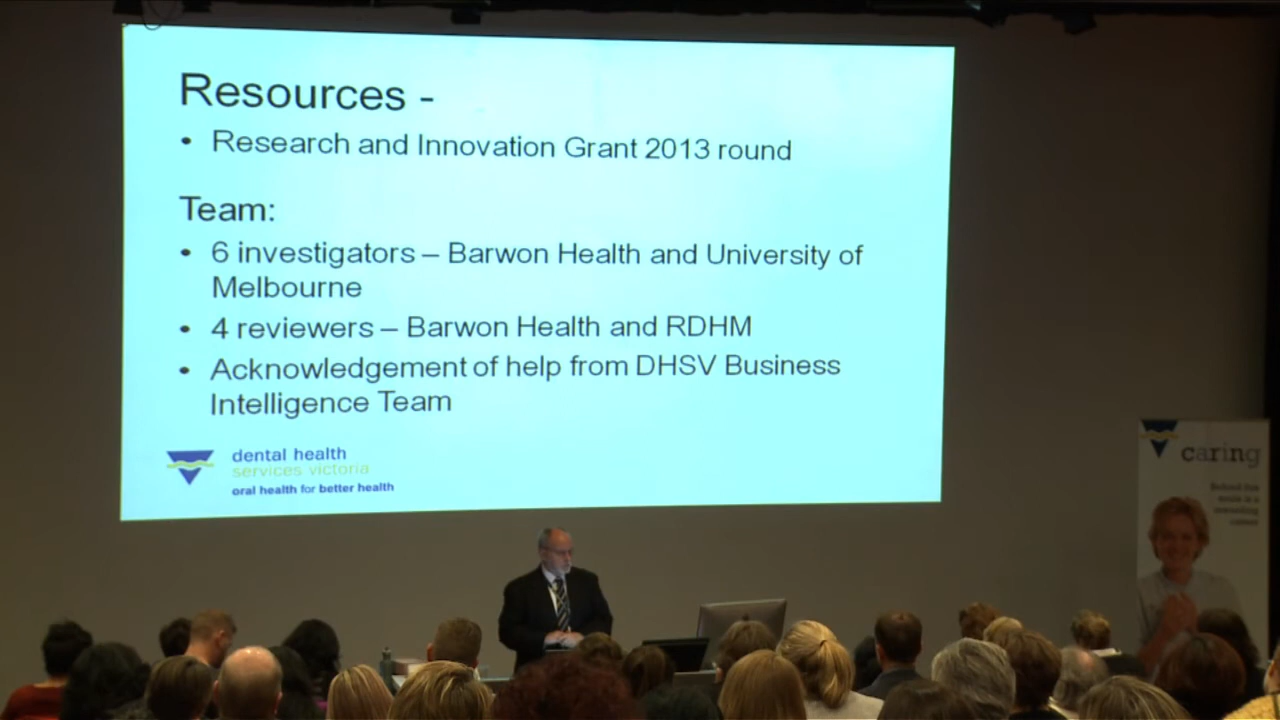 Resources -
• Research and Innovation Grant 2013 round
Team:
• 6 investigators – Barwon Health and University of
Melbourne
• 4 reviewers – Barwon Health and RDHM
• Acknowledgement of help from DHSV Business
Intelligence Team
dental health
services victoria
oral health for better health
caring